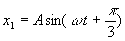 x₁ = A sin( ωt + π/3 )